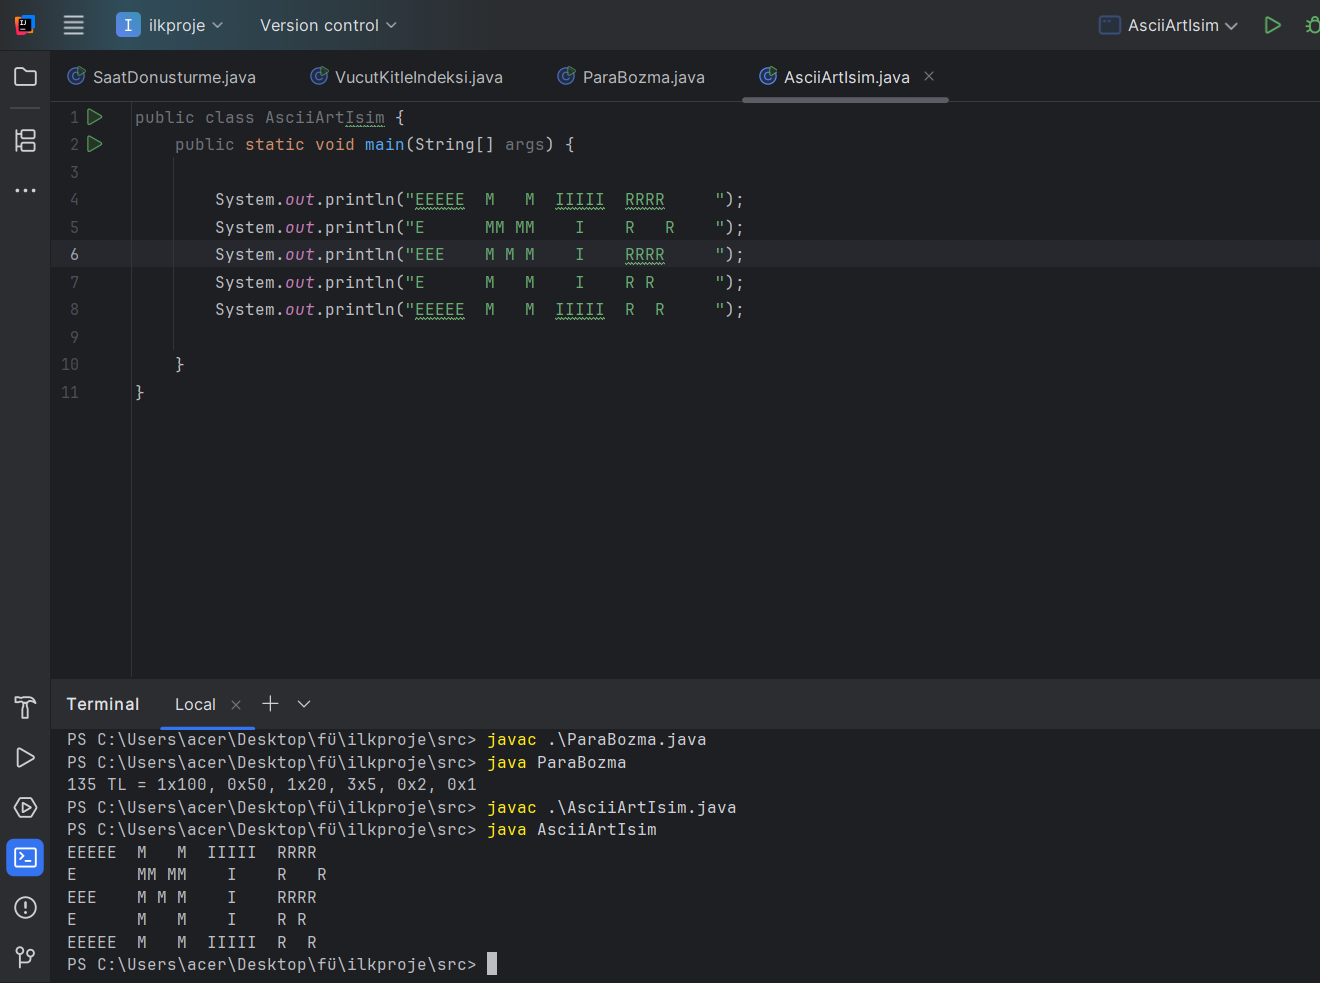 I ilkproje Version control AsciiArtIsim
SaatDonusturme.java VucutKitleIndeksi.java ParaBozma.java AsciiArtIsim.java
1 public class AsciiArtIsim {
2     public static void main(String[] args) {
3
4         System.out.println("EEEEE  M   M  IIIII  RRRR     ");
5         System.out.println("E      MM MM    I    R   R    ");
6         System.out.println("EEE    M M M    I    RRRR     ");
7         System.out.println("E      M   M    I    R R      ");
8         System.out.println("EEEEE  M   M  IIIII  R  R     ");
9
10     }
11 }
Terminal Local
PS C:\Users\acer\Desktop\fü\ilkproje\src> javac .\ParaBozma.java
PS C:\Users\acer\Desktop\fü\ilkproje\src> java ParaBozma
135 TL = 1x100, 0x50, 1x20, 3x5, 0x2, 0x1
PS C:\Users\acer\Desktop\fü\ilkproje\src> javac .\AsciiArtIsim.java
PS C:\Users\acer\Desktop\fü\ilkproje\src> java AsciiArtIsim
EEEEE  M   M  IIIII  RRRR
E      MM MM    I    R   R
EEE    M M M    I    RRRR
E      M   M    I    R R
EEEEE  M   M  IIIII  R  R
PS C:\Users\acer\Desktop\fü\ilkproje\src>